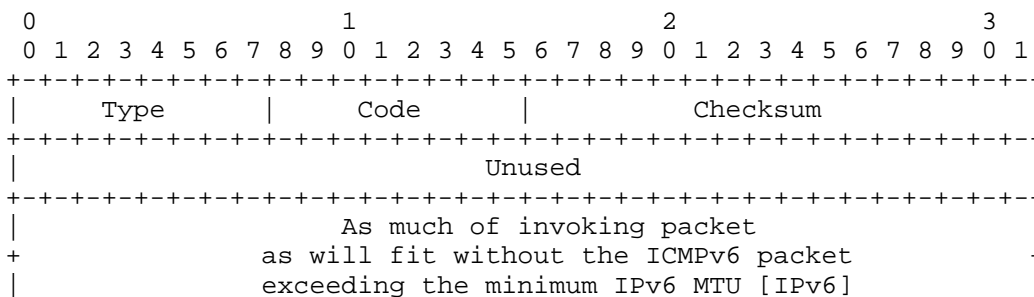 0                   1                   2                   3
 0 1 2 3 4 5 6 7 8 9 0 1 2 3 4 5 6 7 8 9 0 1 2 3 4 5 6 7 8 9 0 1
+-+-+-+-+-+-+-+-+-+-+-+-+-+-+-+-+-+-+-+-+-+-+-+-+-+-+-+-+-+-+-+-
|     Type      |     Code      |          Checksum
+-+-+-+-+-+-+-+-+-+-+-+-+-+-+-+-+-+-+-+-+-+-+-+-+-+-+-+-+-+-+-+-
|                             Unused
+-+-+-+-+-+-+-+-+-+-+-+-+-+-+-+-+-+-+-+-+-+-+-+-+-+-+-+-+-+-+-+-
|                    As much of invoking packet
+               as will fit without the ICMPv6 packet           -
|               exceeding the minimum IPv6 MTU [IPv6]